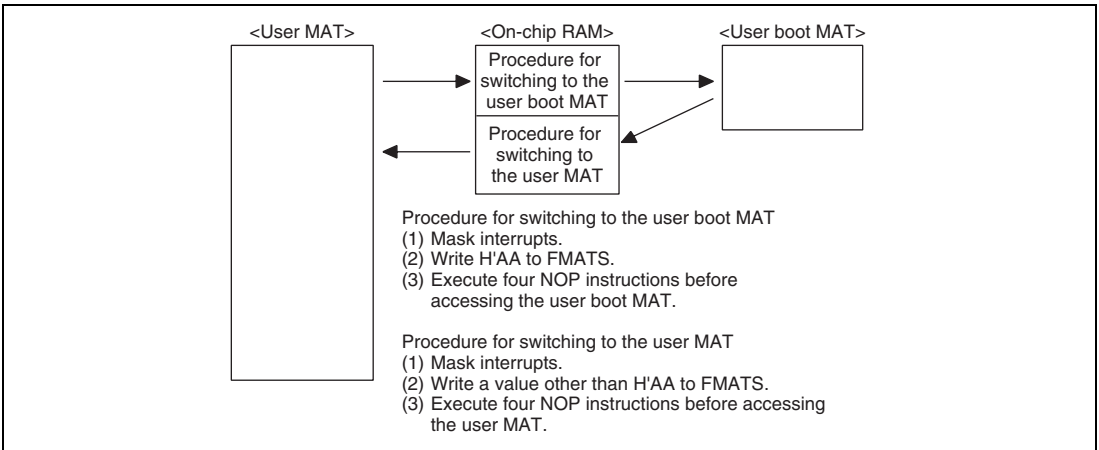 <User MAT>
<On-chip RAM>
<User boot MAT>
Procedure for
switching to the
user boot MAT
Procedure for
switching to
the user MAT
Procedure for switching to the user boot MAT
(1) Mask interrupts.
(2) Write H'AA to FMATS.
(3) Execute four NOP instructions before
accessing the user boot MAT.
Procedure for switching to the user MAT
(1) Mask interrupts.
(2) Write a value other than H'AA to FMATS.
(3) Execute four NOP instructions before accessing
the user MAT.